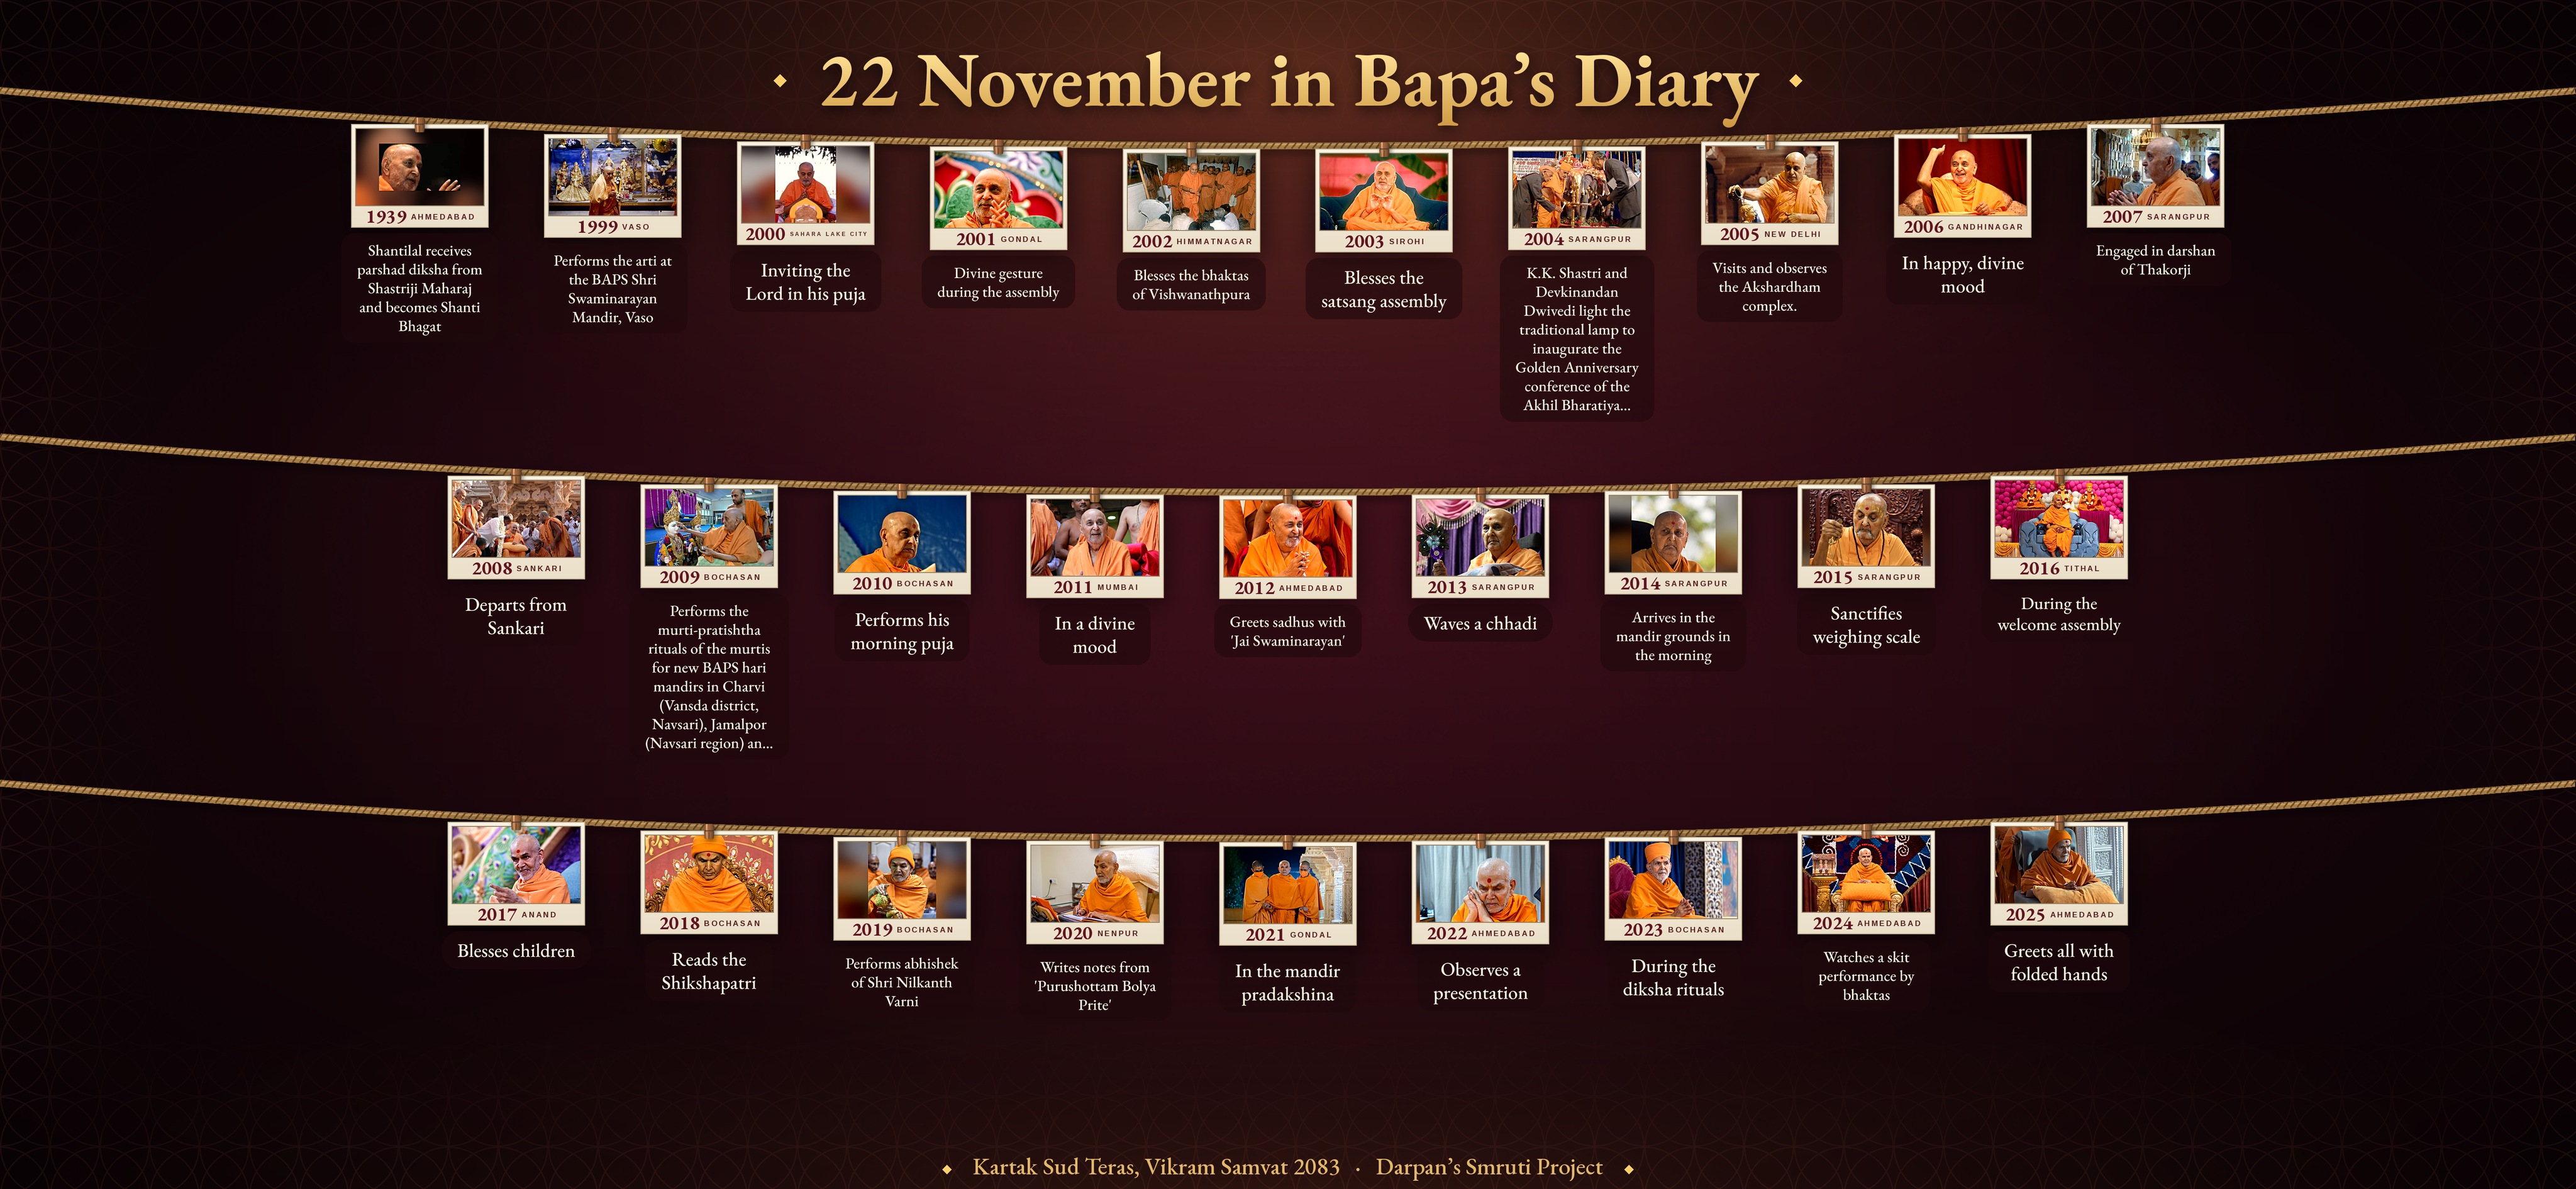 22 November in Bapa's Diary
1939 AHMEDABAD
Shantilal receives
parshad diksha from
Shastriji Maharaj
and becomes Shanti
Bhagat
1999 VASO
Performs the arti at
the BAPS Shri
Swaminarayan
Mandir, Vaso
2000 SAHARA LAKE CITY
Inviting the
Lord in his puja
2001 GONDAL
Divine gesture
during the assembly
2002 HIMMATNAGAR
Blesses the bhaktas
of Vishwanathpura
2003 SIROHI
Blesses the
satsang assembly
2004 SARANGPUR
K.K. Shastri and
Devkinandan
Dwivedi light the
traditional lamp to
inaugurate the
Golden Anniversary
conference of the
Akhil Bharatiya...
2005 NEW DELHI
Visits and observes
the Akshardham
complex.
2006 GANDHINAGAR
In happy, divine
mood
2007 SARANGPUR
Engaged in darshan
of Thakorji
2008 SANKARI
Departs from
Sankari
2009 BOCHASAN
Performs the
murti-pratishtha
rituals of the murtis
for new BAPS hari
mandirs in Charvi
(Vansda district,
Navsari), Jamalpor
(Navsari region) an...
2010 BOCHASAN
Performs his
morning puja
2011 MUMBAI
In a divine
mood
2012 AHMEDABAD
Greets sadhus with
'Jai Swaminarayan'
2013 SARANGPUR
Waves a chhadi
2014 SARANGPUR
Arrives in the
mandir grounds in
the morning
2015 SARANGPUR
Sanctifies
weighing scale
2016 TITHAL
During the
welcome assembly
2017 ANAND
Blesses children
2018 BOCHASAN
Reads the
Shikshapatri
2019 BOCHASAN
Performs abhishek
of Shri Nilkanth
Varni
2020 NENPUR
Writes notes from
'Purushottam Bolya
Prite'
2021 GONDAL
In the mandir
pradakshina
2022 AHMEDABAD
Observes a
presentation
2023 BOCHASAN
During the
diksha rituals
2024 AHMEDABAD
Watches a skit
performance by
bhaktas
2025 AHMEDABAD
Greets all with
folded hands
Kartak Sud Teras, Vikram Samvat 2083 · Darpan's Smruti Project